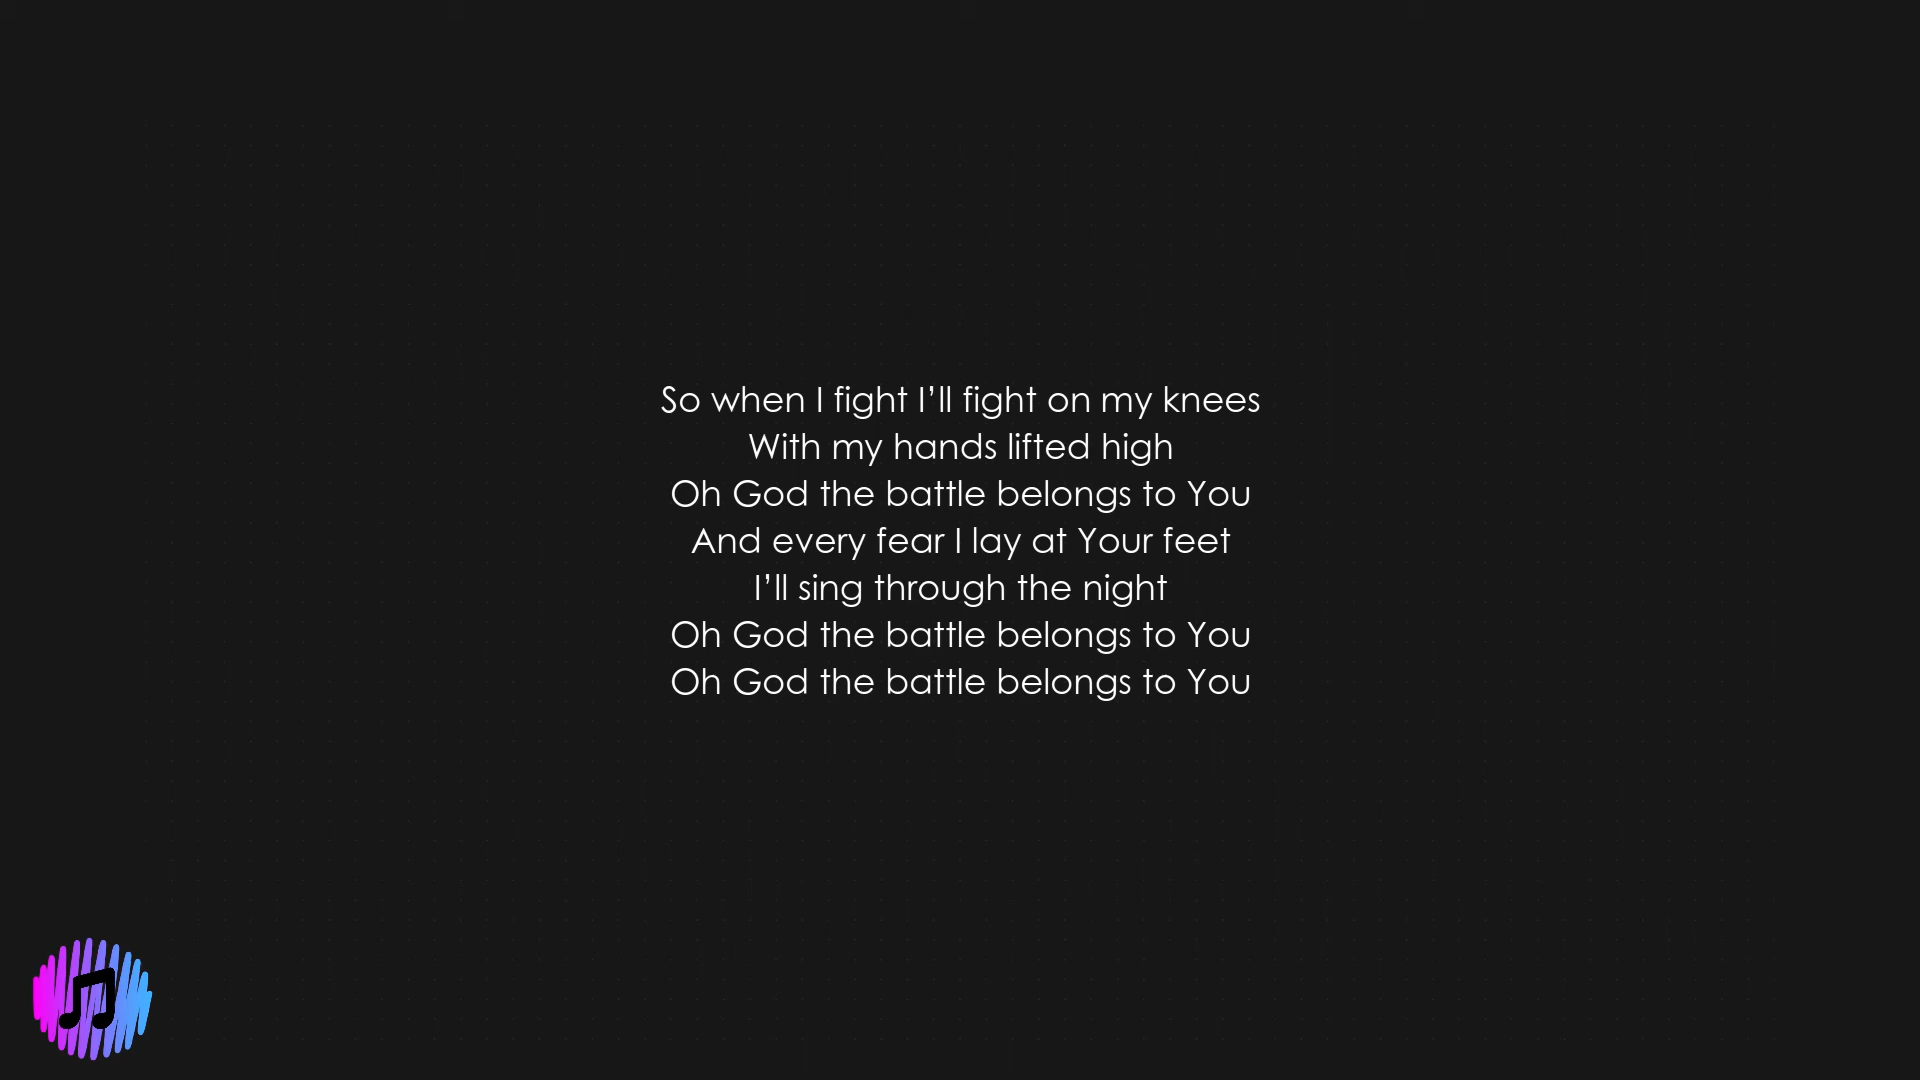 So when I fight I’ll fight on my knees
With my hands lifted high
Oh God the battle belongs to You
And every fear I lay at Your feet
I’ll sing through the night
Oh God the battle belongs to You
Oh God the battle belongs to You